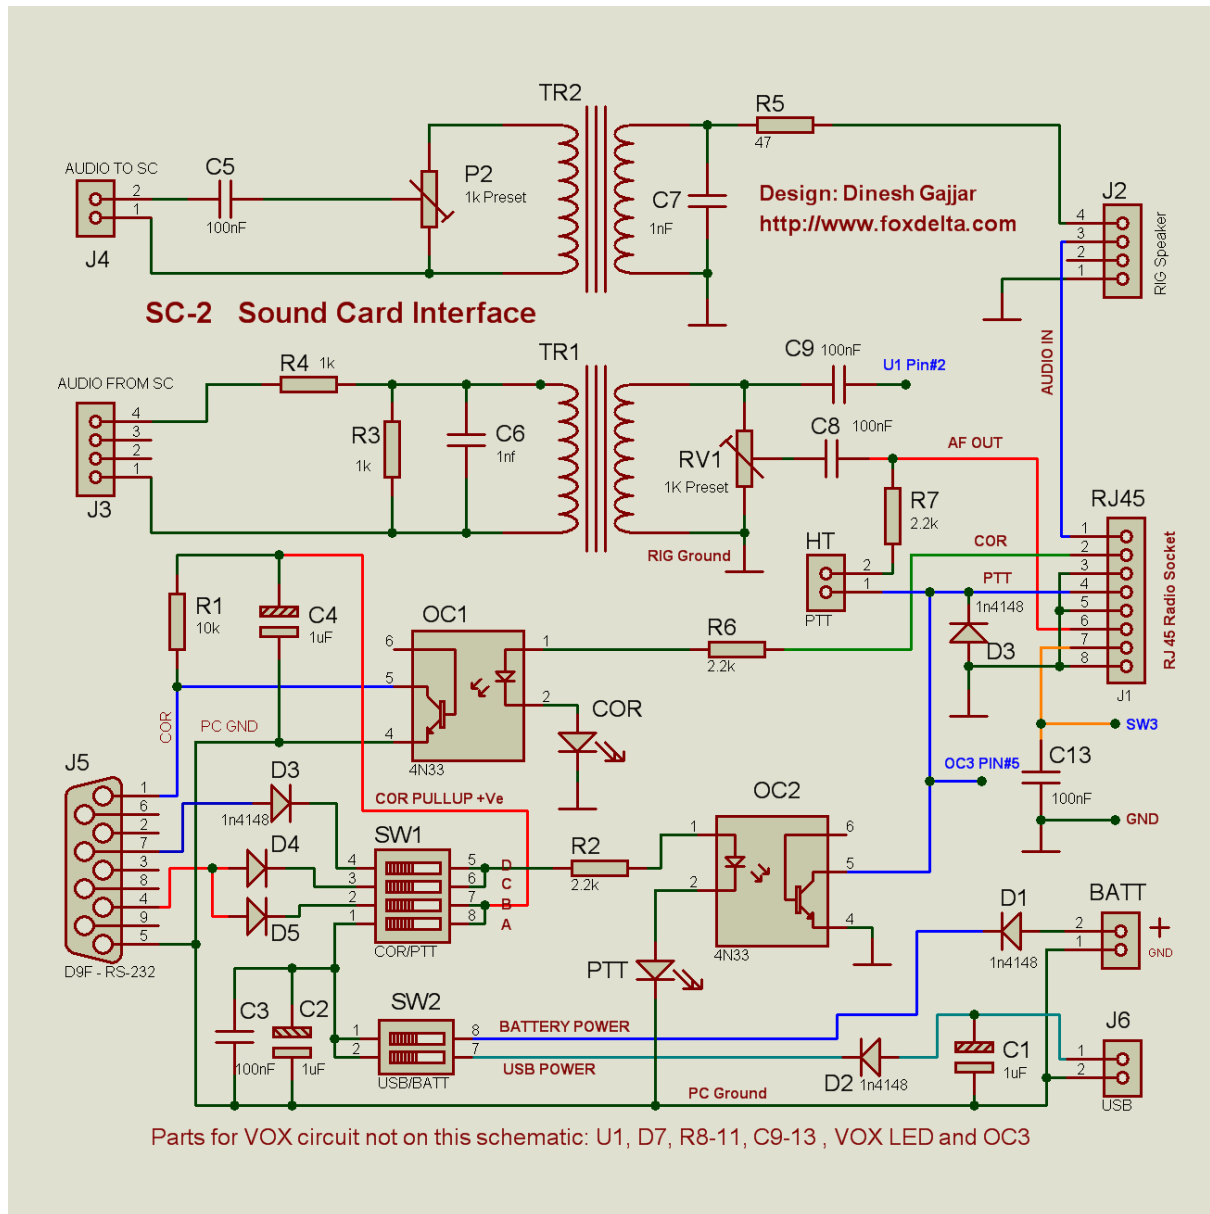 TR2
R5
47
AUDIO TO SC
C5
100nF
2
1
J4
P2
1k Preset
C7
1nF
Design: Dinesh Gajjar
http://www.foxdelta.com
J2
4
3
2
1
RIG Speaker
SC-2 Sound Card Interface
AUDIO IN
AUDIO FROM SC
R4 1k
TR1
C9 100nF
U1 Pin#2
4
3
2
1
J3
R3
1k
C6
1nf
RV1
1K Preset
C8 100nF
AF OUT
R7
2.2k
RJ45
HT
2
1
PTT
COR
PTT
1n4148
D3
RIG Ground
1
2
3
4
5
6
7
8
J1
RJ 45 Radio Socket
R1
10k
C4
1uF
OC1
6
5
4
1
2
4N33
R6
2.2k
COR
COR
PC GND
SW3
OC3 PIN#5
C13
100nF
GND
J5
1
6
2
7
3
8
4
9
5
D9F - RS-232
D3
1n4148
D4
D5
COR PULLUP +Ve
SW1
4
3
2
1
5
6
7
8
D
C
B
A
COR/PTT
R2
2.2k
OC2
1
2
6
5
4
4N33
PTT
D1
1n4148
BATT
2
1
+
GND
C3
100nF
C2
1uF
SW2
1
2
8
7
USB/BATT
BATTERY POWER
USB POWER
D2 1n4148
C1
1uF
J6
1
2
USB
PC Ground
Parts for VOX circuit not on this schematic: U1, D7, R8-11, C9-13 , VOX LED and OC3